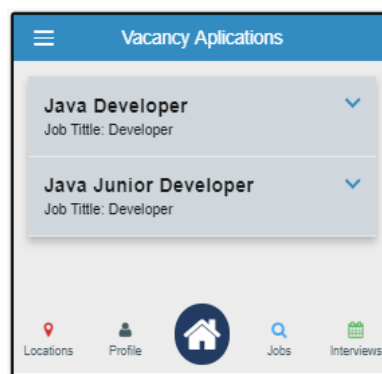 Vacancy Aplications
Java Developer
Job Tittle: Developer
Java Junior Developer
Job Tittle: Developer
Locations Profile Jobs Interviews